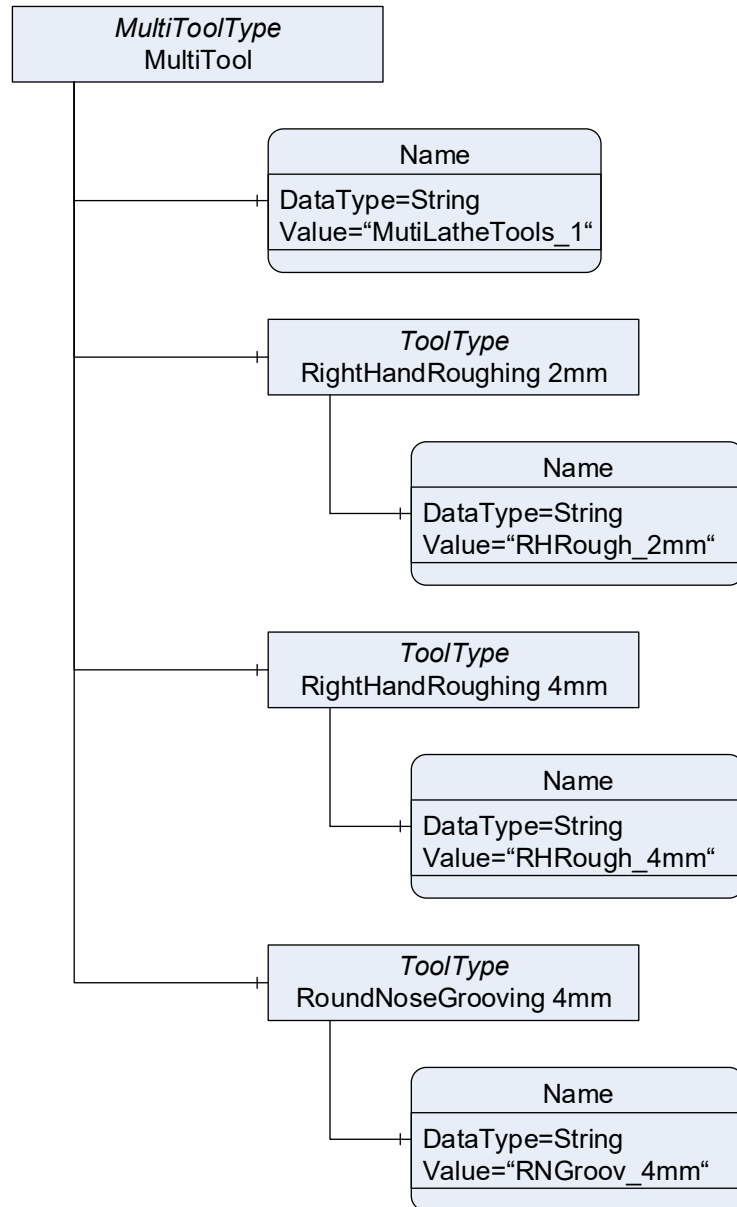 MultiToolType
MultiTool
Name
DataType=String
Value=“MutiLatheTools_1“
ToolType
RightHandRoughing 2mm
Name
DataType=String
Value=“RHRough_2mm“
ToolType
RightHandRoughing 4mm
Name
DataType=String
Value=“RHRough_4mm“
ToolType
RoundNoseGrooving 4mm
Name
DataType=String
Value=“RNGroov_4mm“